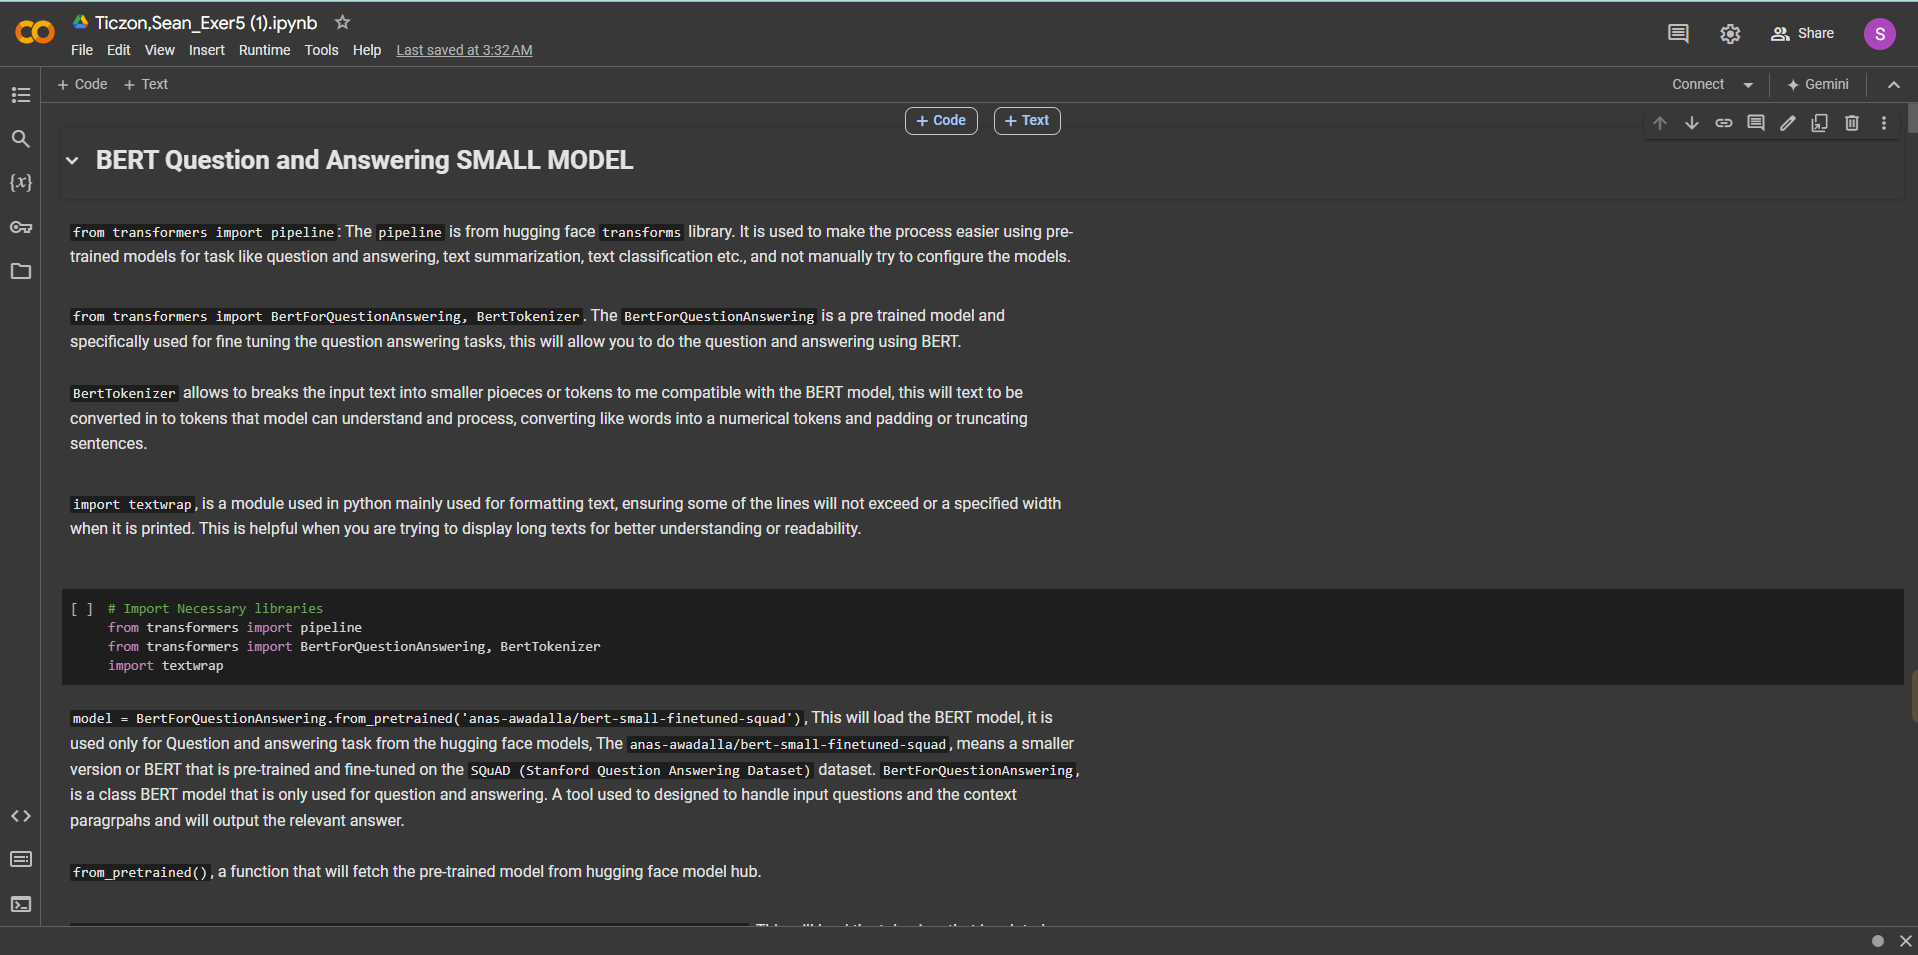 Ticzon,Sean_Exer5 (1).ipynb
File Edit View Insert Runtime Tools Help Last saved at 3:32 AM
Share
S
+ Code + Text
Connect
Gemini
+ Code + Text
BERT Question and Answering SMALL MODEL
from transformers import pipeline: The pipeline is from hugging face transforms library. It is used to make the process easier using pre-
trained models for task like question and answering, text summarization, text classification etc., and not manually try to configure the models.
from transformers import BertForQuestionAnswering, BertTokenizer. The BertForQuestionAnswering is a pre trained model and
specifically used for fine tuning the question answering tasks, this will allow you to do the question and answering using BERT.
BertTokenizer allows to breaks the input text into smaller pioeces or tokens to me compatible with the BERT model, this will text to be
converted in to tokens that model can understand and process, converting like words into a numerical tokens and padding or truncating
sentences.
import textwrap, is a module used in python mainly used for formatting text, ensuring some of the lines will not exceed or a specified width
when it is printed. This is helpful when you are trying to display long texts for better understanding or readability.
[ ] # Import Necessary libraries
from transformers import pipeline
from transformers import BertForQuestionAnswering, BertTokenizer
import textwrap
model = BertForQuestionAnswering.from_pretrained('anas-awadalla/bert-small-finetuned-squad'), This will load the BERT model, it is
used only for Question and answering task from the hugging face models, The anas-awadalla/bert-small-finetuned-squad, means a smaller
version or BERT that is pre-trained and fine-tuned on the SQuAD (Stanford Question Answering Dataset) dataset. BertForQuestionAnswering,
is a class BERT model that is only used for question and answering. A tool used to designed to handle input questions and the context
paragrpahs and will output the relevant answer.
from_pretrained(), a function that will fetch the pre-trained model from hugging face model hub.